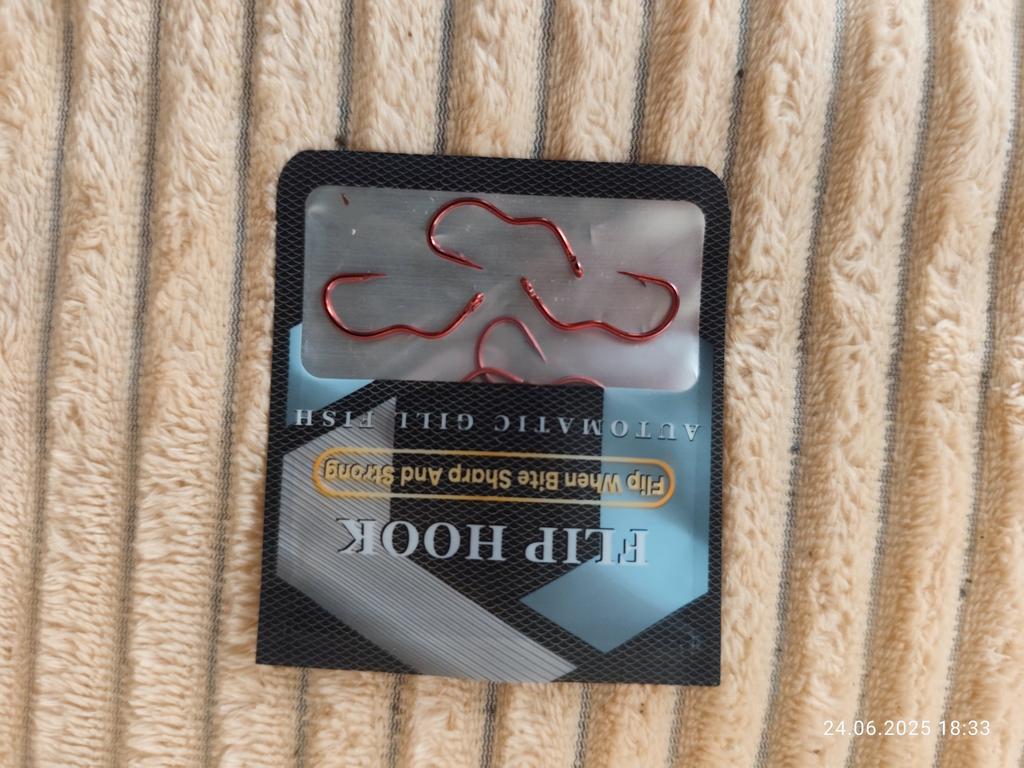 FLIP HOOK
Flip When Bite Sharp And Strong
AUTOMATIC GILL FISH
24.06.2025 18:33